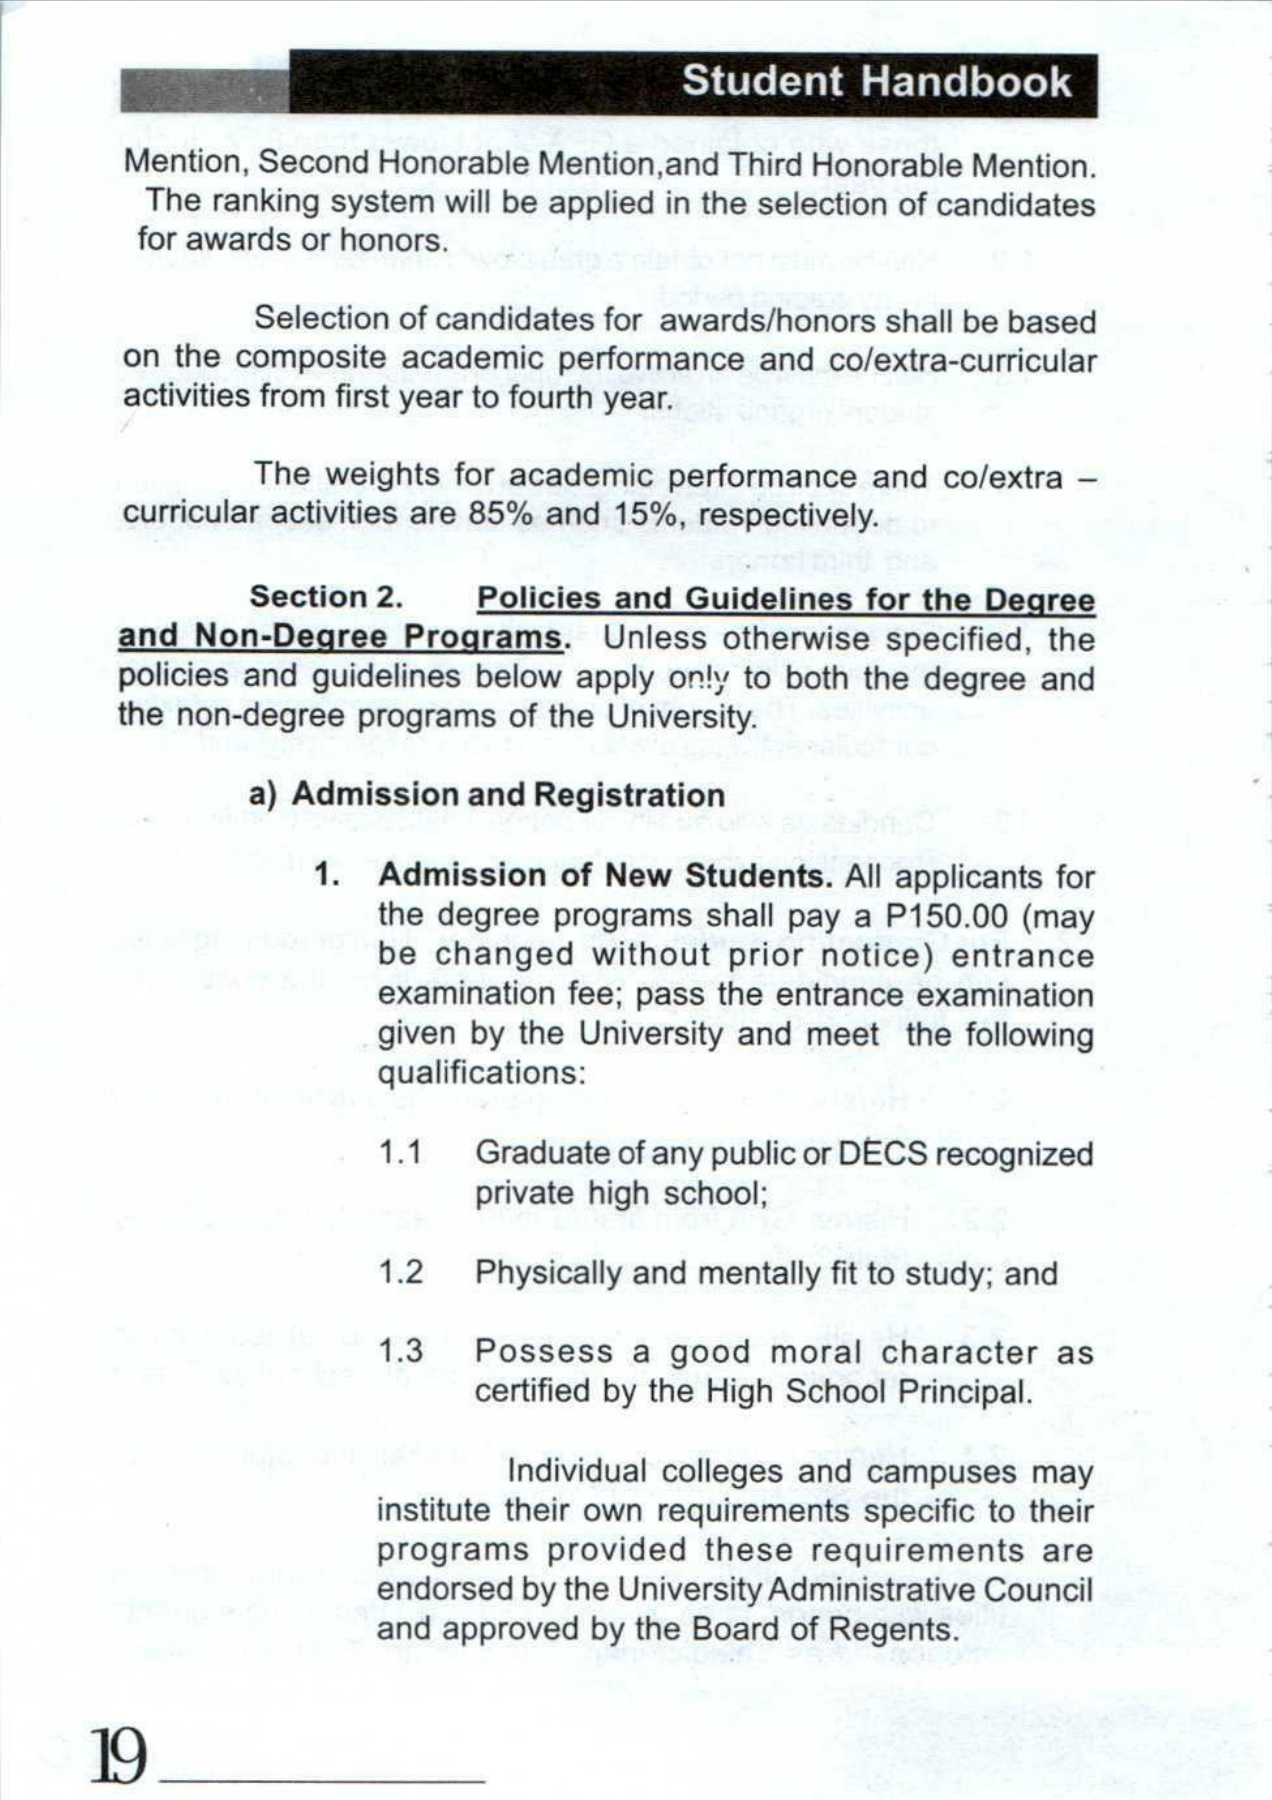 Student Handbook
Mention, Second Honorable Mention,and Third Honorable Mention.
The ranking system will be applied in the selection of candidates
for awards or honors.
Selection of candidates for awards/honors shall be based
on the composite academic performance and co/extra-curricular
activities from first year to fourth year.
The weights for academic performance and co/extra –
curricular activities are 85% and 15%, respectively.
Section 2. Policies and Guidelines for the Degree
and Non-Degree Programs. Unless otherwise specified, the
policies and guidelines below apply only to both the degree and
the non-degree programs of the University.
a) Admission and Registration
1. Admission of New Students. All applicants for
the degree programs shall pay a P150.00 (may
be changed without prior notice) entrance
examination fee; pass the entrance examination
given by the University and meet the following
qualifications:
1.1 Graduate of any public or DECS recognized
private high school;
1.2 Physically and mentally fit to study; and
1.3 Possess a good moral character as
certified by the High School Principal.
Individual colleges and campuses may
institute their own requirements specific to their
programs provided these requirements are
endorsed by the University Administrative Council
and approved by the Board of Regents.
19